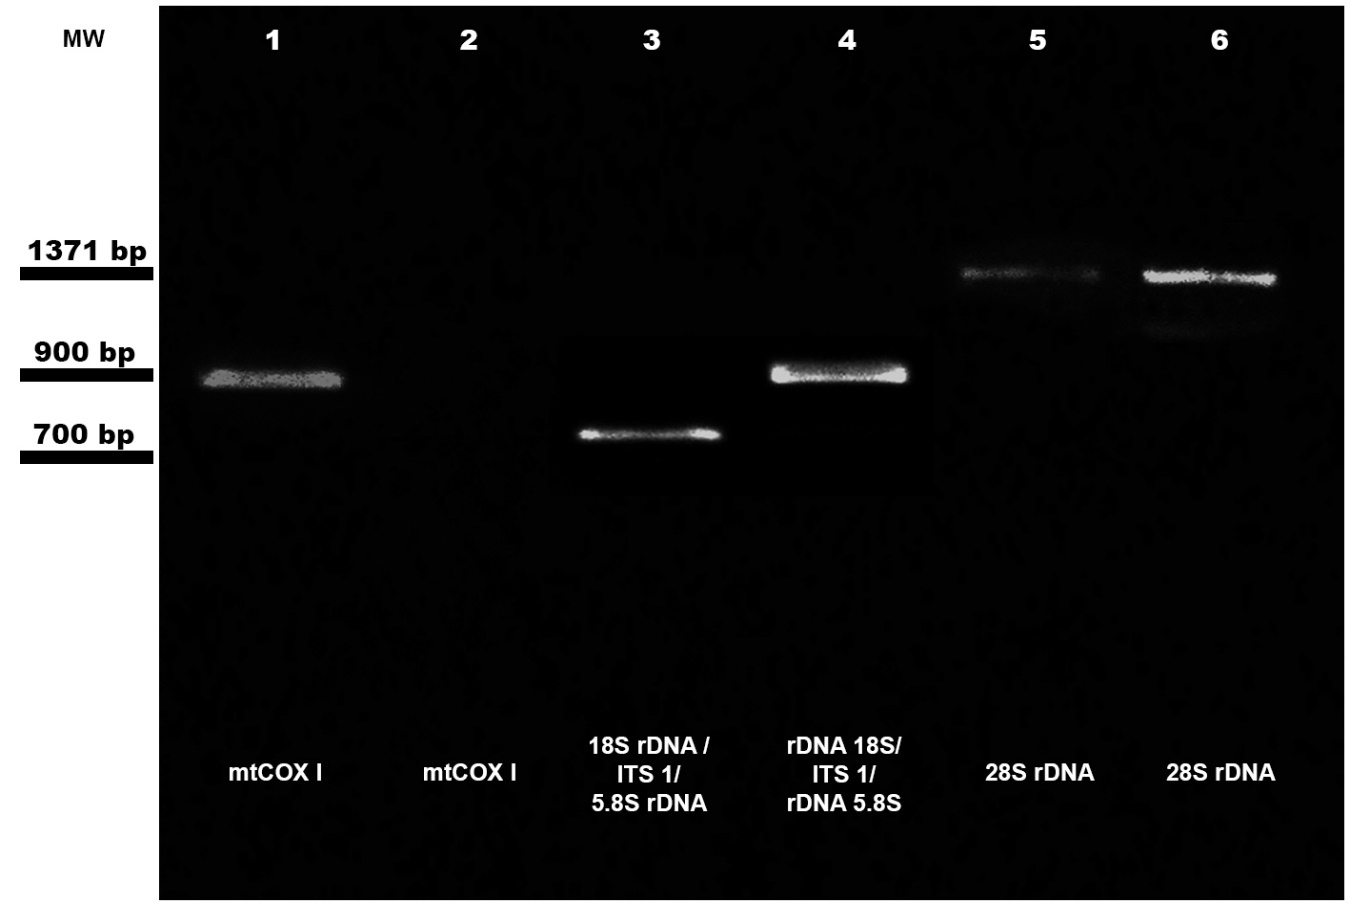 MW
1
2
3
4
5
6
1371 bp
900 bp
700 bp
mtCOX I
mtCOX I
18S rDNA /
ITS 1/
5.8S rDNA
rDNA 18S/
ITS 1/
rDNA 5.8S
28S rDNA
28S rDNA